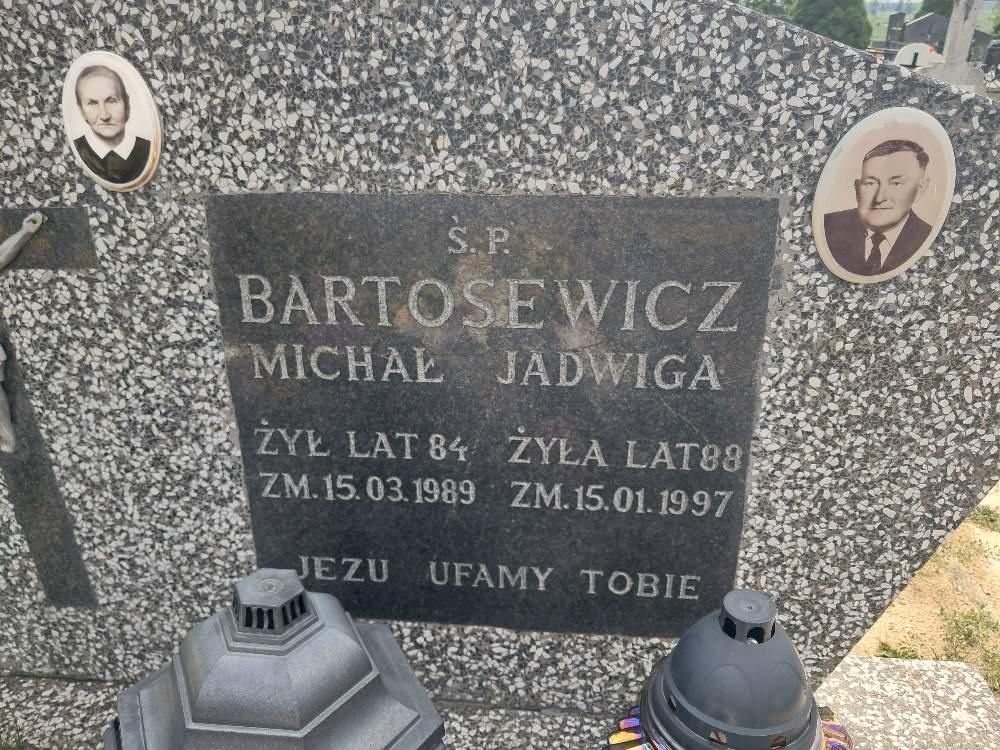 Ś.P.
BARTOSEWICZ
MICHAŁ JADWIGA
ŻYŁ LAT 84 ŻYŁA LAT 88
ZM. 15.03.1989 ZM. 15.01.1997
JEZU UFAMY TOBIE